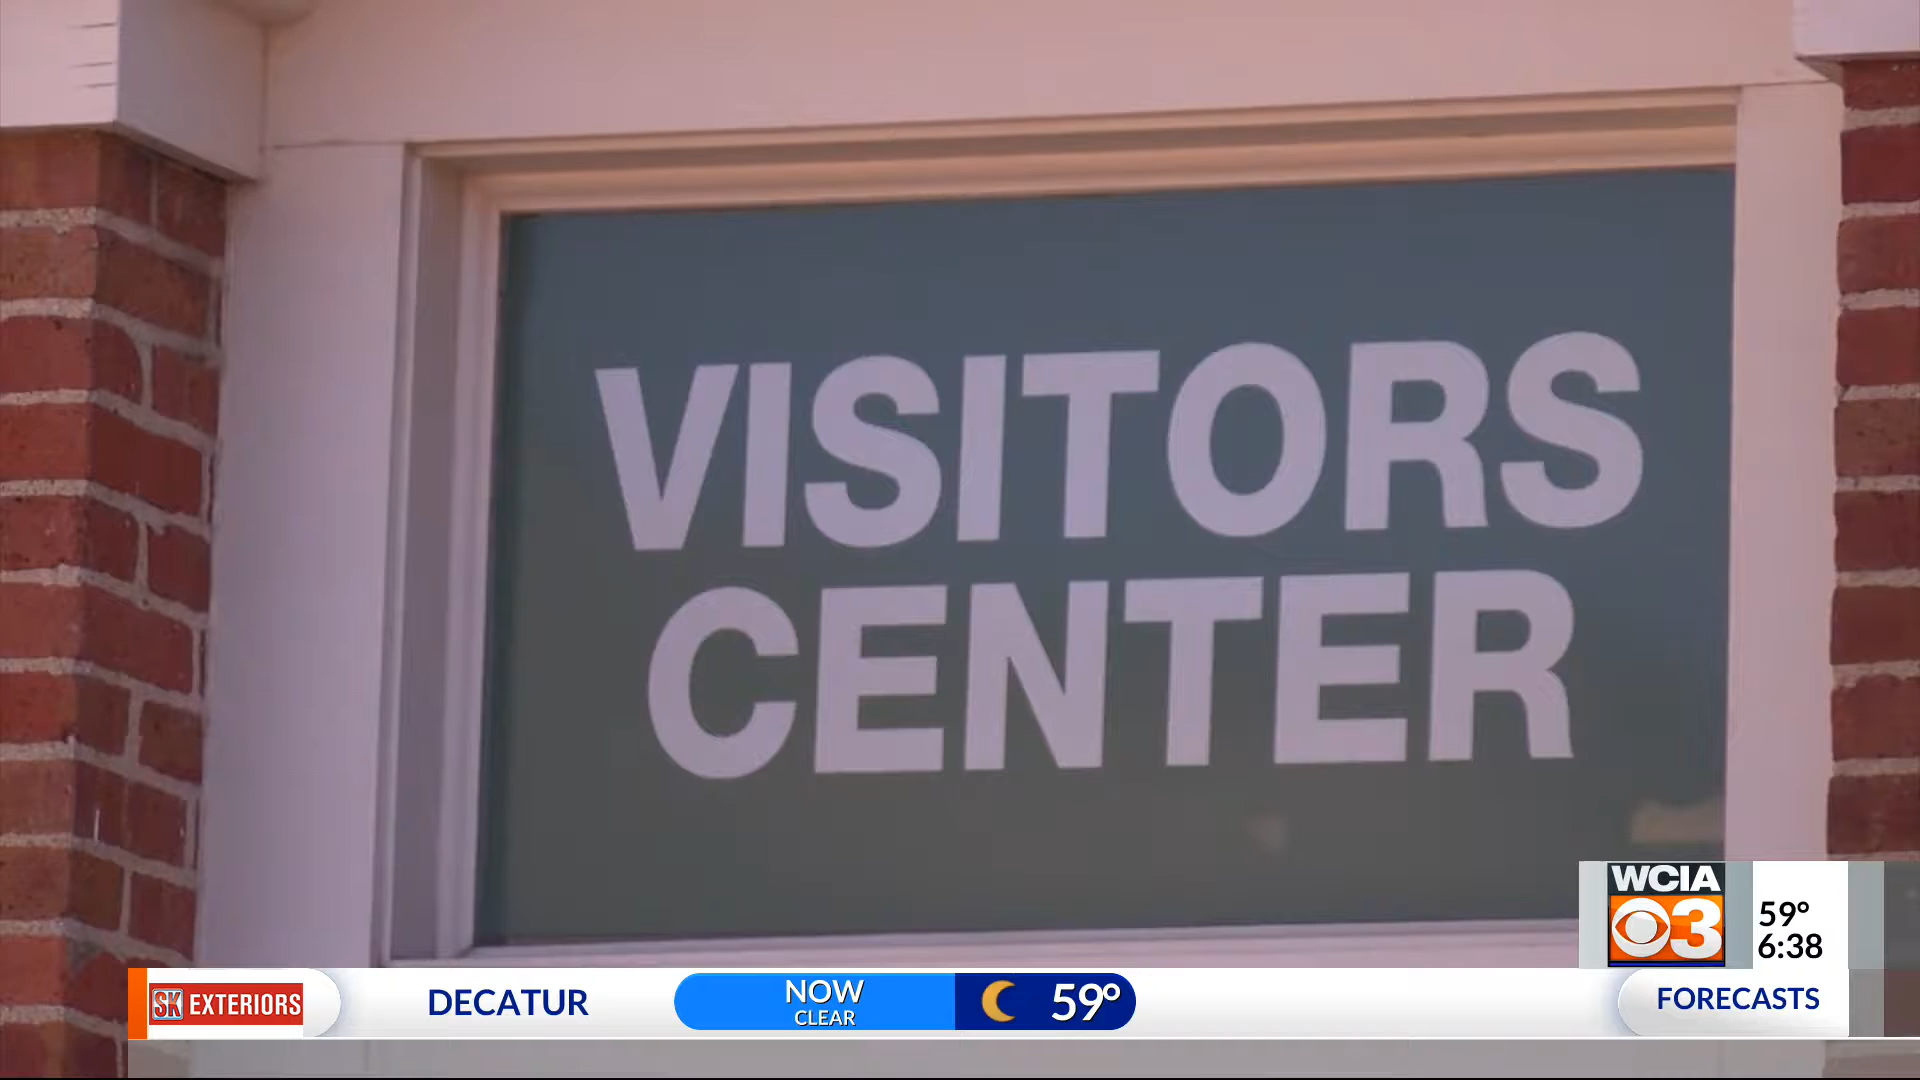 VISITORS
CENTER
WCIA
3
59°
6:38
SK EXTERIORS
DECATUR
NOW
CLEAR
59°
FORECASTS